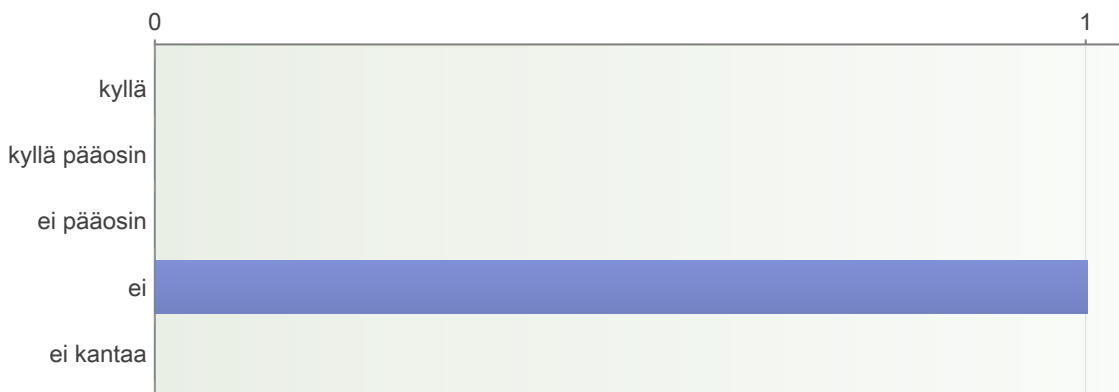 0 1
kyllä
kyllä pääosin
ei pääosin
ei
ei kantaa